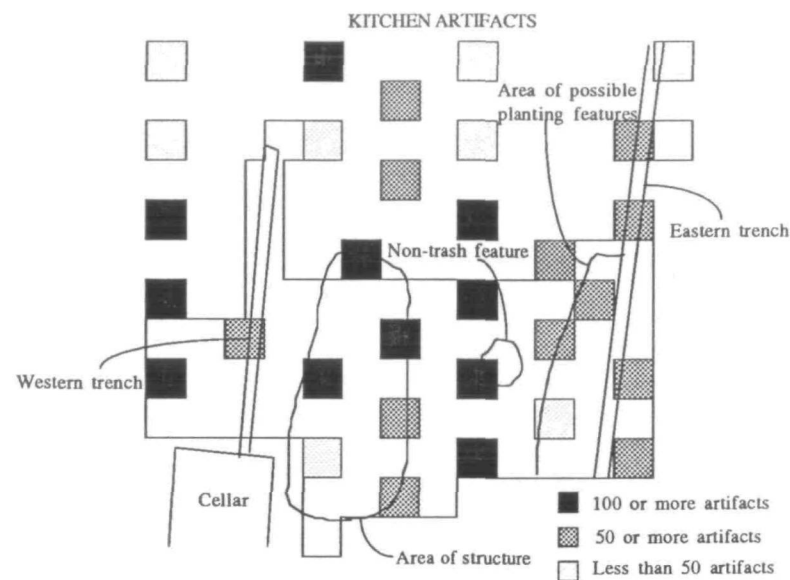 KITCHEN ARTIFACTS
Area of possible
planting features
Non-trash feature
Eastern trench
Western trench
Cellar
Area of structure
100 or more artifacts
50 or more artifacts
Less than 50 artifacts